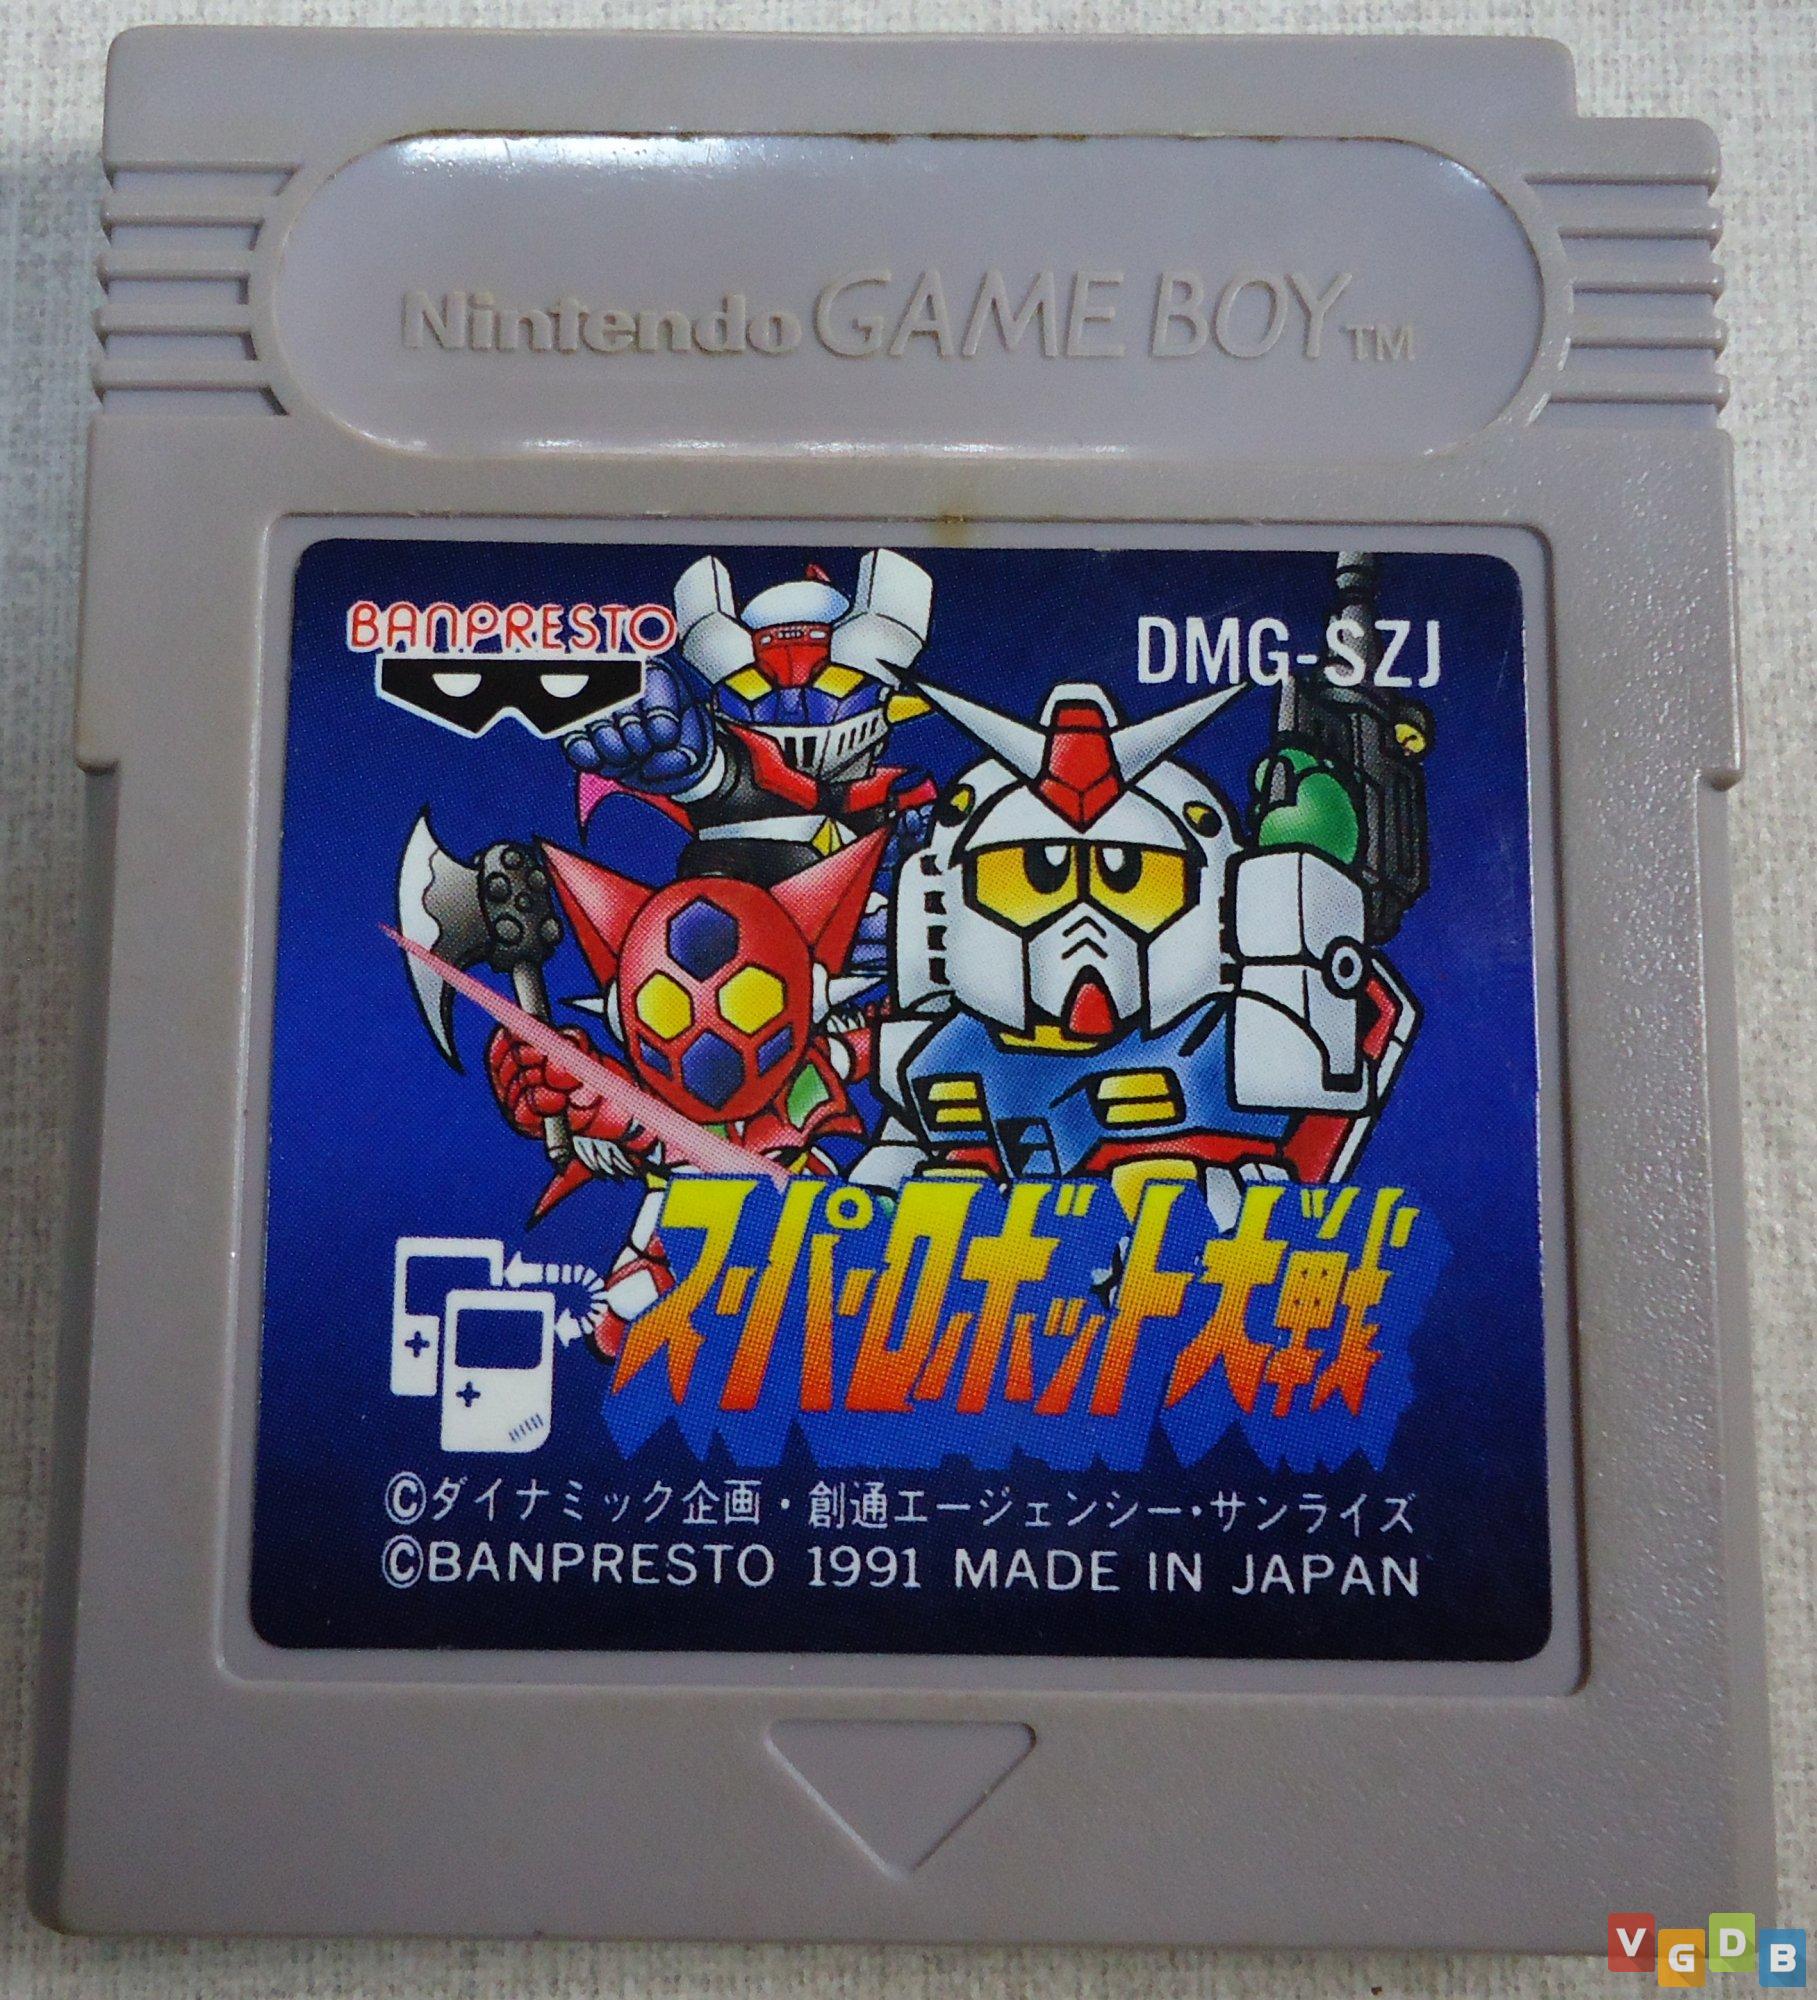 Nintendo GAME BOY TM
BANPRESTO
DMG-SZJ
スーパーロボット大戦
©ダイナミック企画・創通エージェンシー・サンライズ
©BANPRESTO 1991 MADE IN JAPAN
VGDB